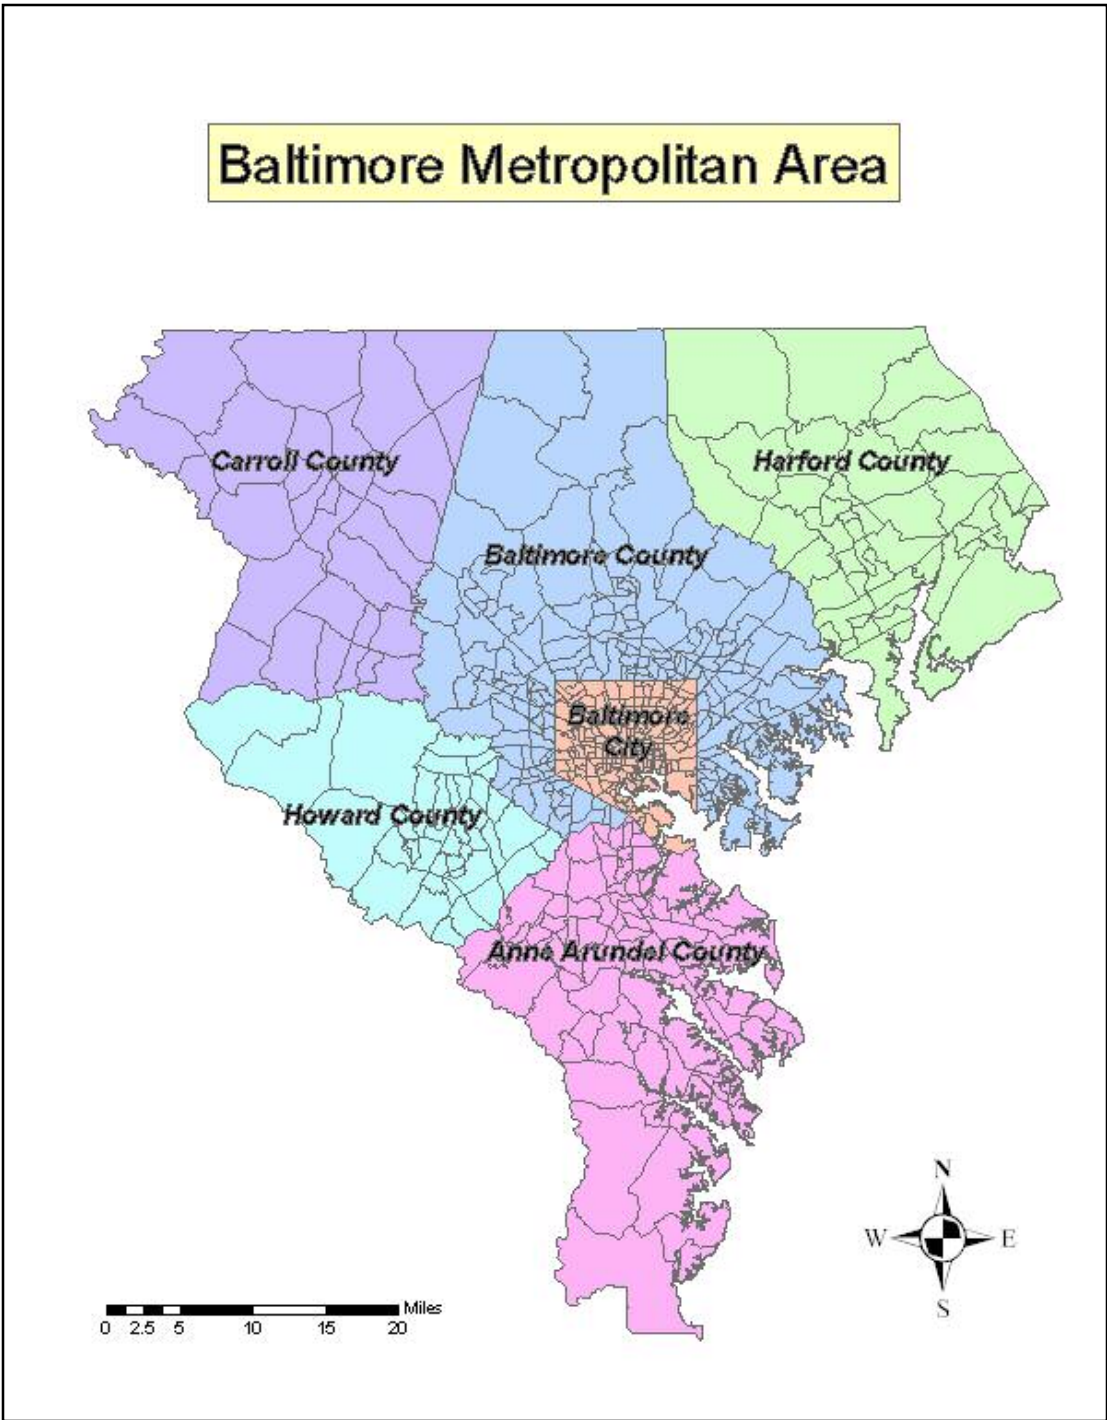 Baltimore Metropolitan Area
Carroll County
Harford County
Baltimore County
Baltimore
City
Howard County
Anne Arundel County
N
W E
S
Miles
0 2.5 5 10 15 20